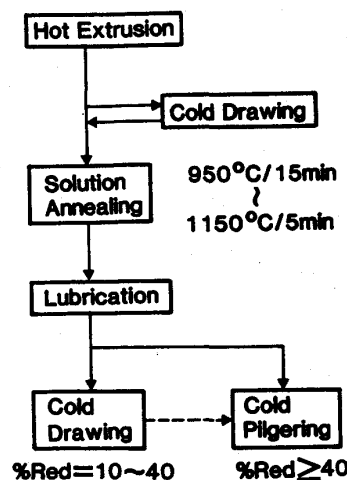 Hot Extrusion
Cold Drawing
Solution
Annealing
950°C/15min
~
1150°C/5min
Lubrication
Cold
Drawing
Cold
Pilgering
%Red=10~40
%Red≥40